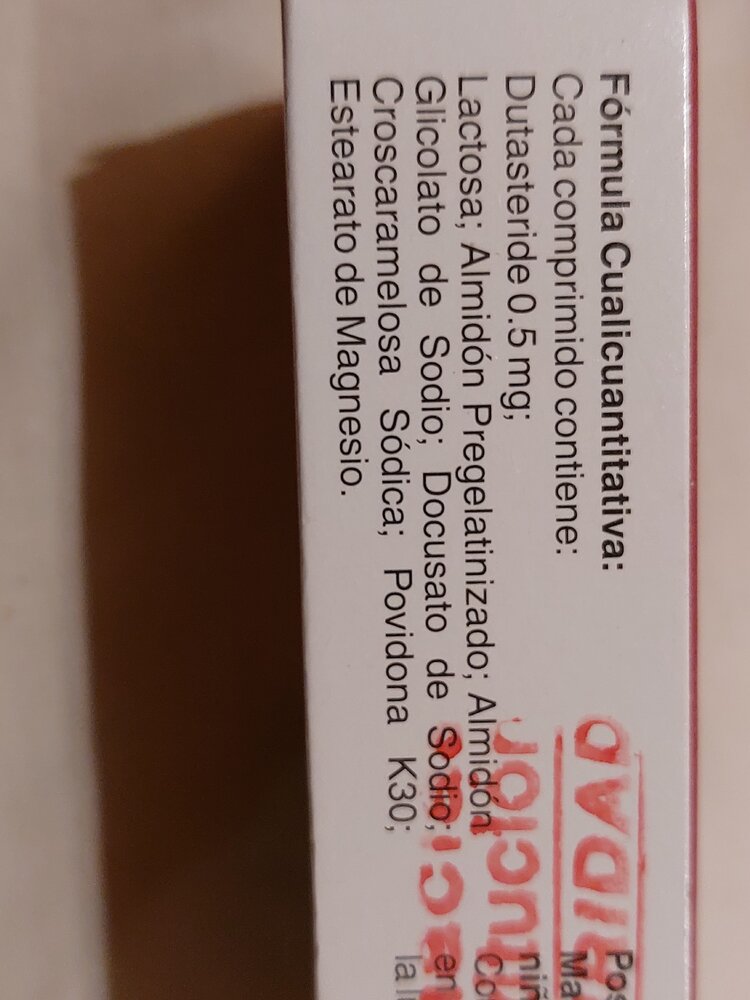 Fórmula Cualicuantitativa:
Cada comprimido contiene:
Dutasteride 0.5 mg;
Lactosa; Almidón Pregelatinizado; Almidón
Glicolato de Sodio; Docusato de Sodio;
Croscaramelosa Sódica; Povidona K30;
Estearato de Magnesio.
en